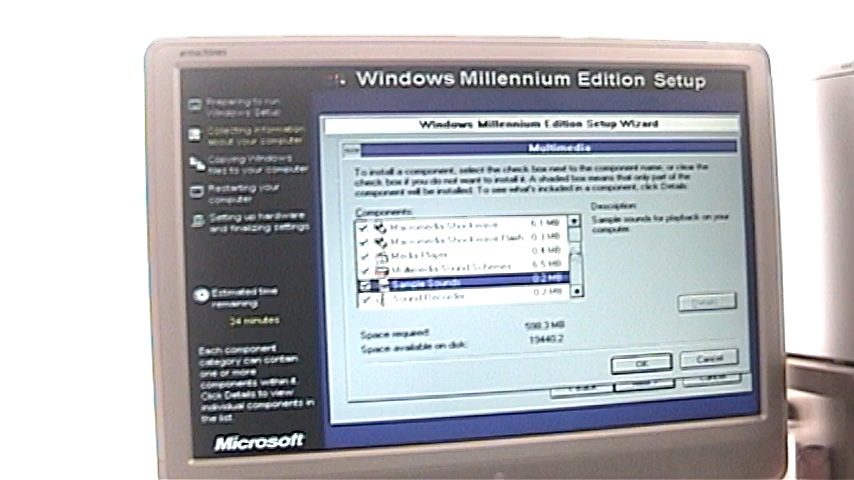 emachines
Windows Millennium Edition Setup
Preparing to run
Windows Setup
Collecting information
about your computer
Copying Windows
files to your computer
Restarting your
computer
Setting up hardware
and finalizing settings
Estimated time
remaining:
34 minutes
Each component
category can contain
one or more
components within it.
Click Details to view
individual components in
the list.
Microsoft
Windows Millennium Edition Setup Wizard
Multimedia
To install a component, select the check box next to the component name, or clear the
check box if you do not want to install it. A shaded box means that only part of the
component will be installed. To see what's included in a component, click Details.
Components:
Macromedia Shockwave 6.1 MB
Macromedia Shockwave Flash 0.3 MB
Media Player 0.4 MB
Multimedia Sound Schemes 6.5 MB
Sample Sounds 0.2 MB
Sound Recorder 0.2 MB
Description:
Sample sounds for playback on your
computer.
Details
Space required: 598.3 MB
Space available on disk: 19440.2
OK
Cancel